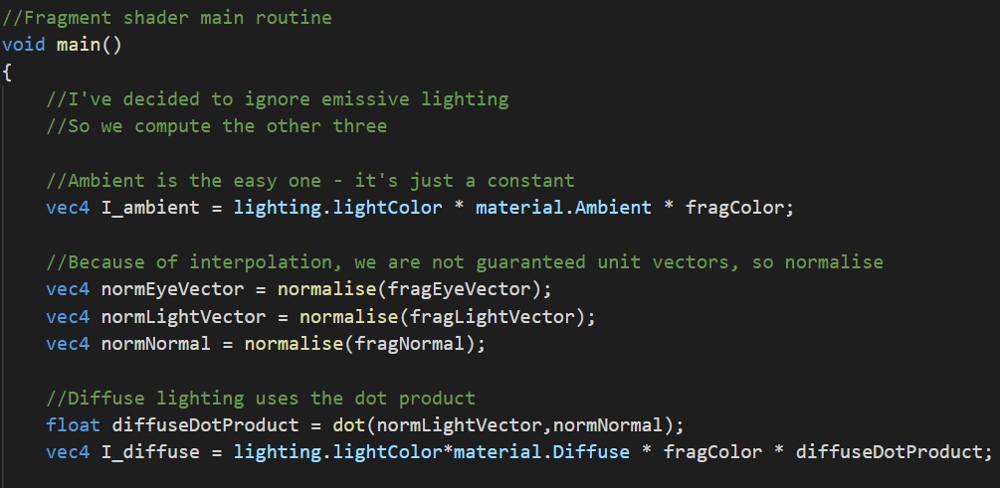 //Fragment shader main routine
void main()
{
//I've decided to ignore emissive lighting
//So we compute the other three
//Ambient is the easy one - it's just a constant
vec4 I_ambient = lighting.lightColor * material.Ambient * fragColor;
//Because of interpolation, we are not guaranteed unit vectors, so normalise
vec4 normEyeVector = normalise(fragEyeVector);
vec4 normLightVector = normalise(fragLightVector);
vec4 normNormal = normalise(fragNormal);
//Diffuse lighting uses the dot product
float diffuseDotProduct = dot(normLightVector,normNormal);
vec4 I_diffuse = lighting.lightColor*material.Diffuse * fragColor * diffuseDotProduct;